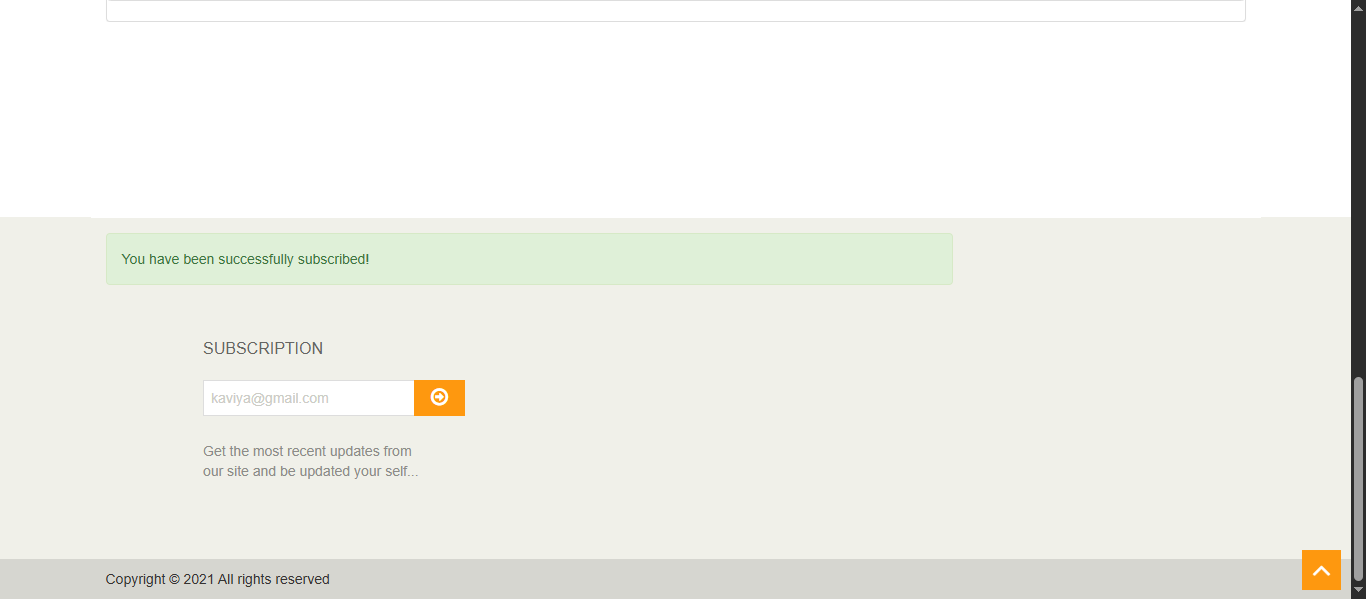 You have been successfully subscribed!
SUBSCRIPTION
kaviya@gmail.com
Get the most recent updates from
our site and be updated your self...
Copyright © 2021 All rights reserved